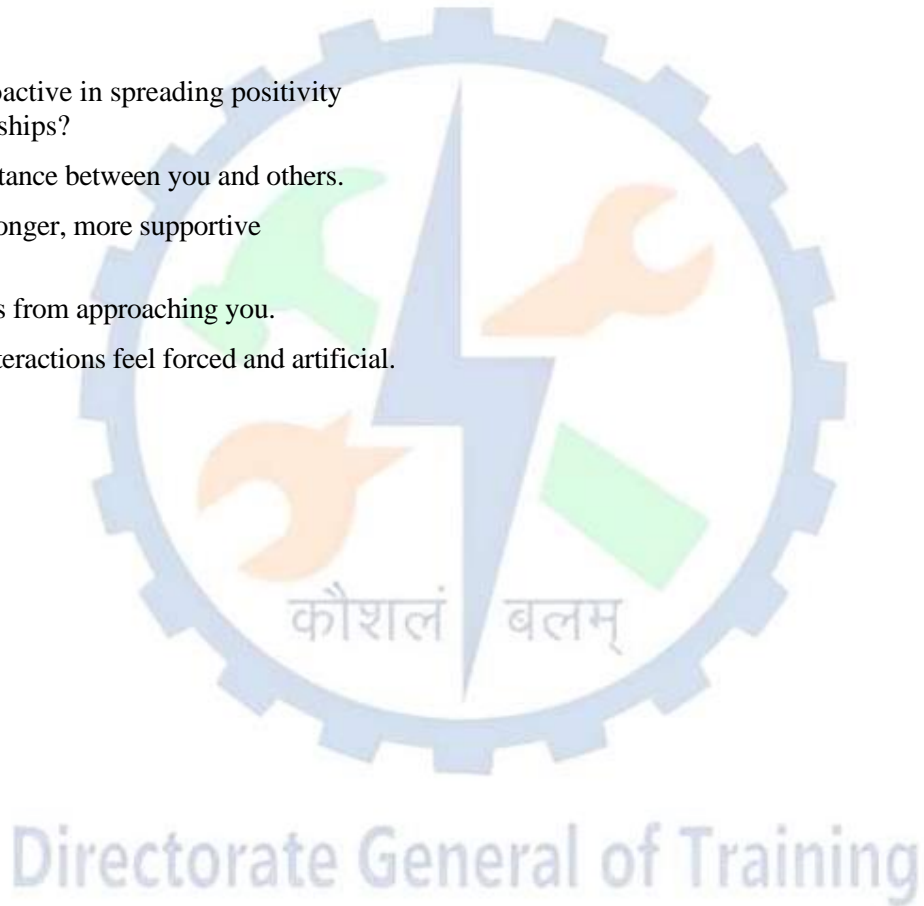 active in spreading positivity
ships?
tance between you and others.
onger, more supportive
s from approaching you.
teractions feel forced and artificial.
कौशलं बलम्
Directorate General of Training